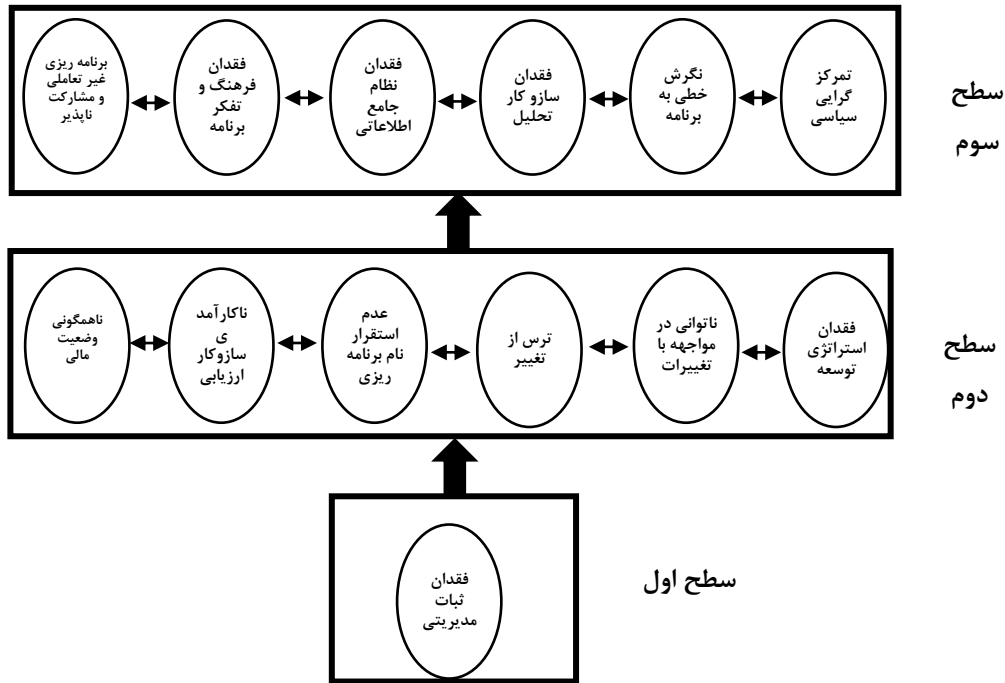 سطح
سوم
تمرکز
گرایی
سیاسی
نگرش
خطی به
برنامه
فقدان
سازو کار
تحلیل
فقدان
نظام
جامع
اطلاعاتی
فقدان
فرهنگ و
تفکر
برنامه
برنامه ریزی
غیر تعاملی
و مشارکت
ناپذیر
سطح
دوم
فقدان
استراتژی
توسعه
ناتوانی در
مواجهه با
تغییرات
ترس از
تغییر
عدم
استقرار
نام برنامه
ریزی
ناکارآمد
ی
سازوکار
ارزیابی
ناهمگونی
وضعیت
مالی
سطح اول
فقدان
ثبات
مدیریتی